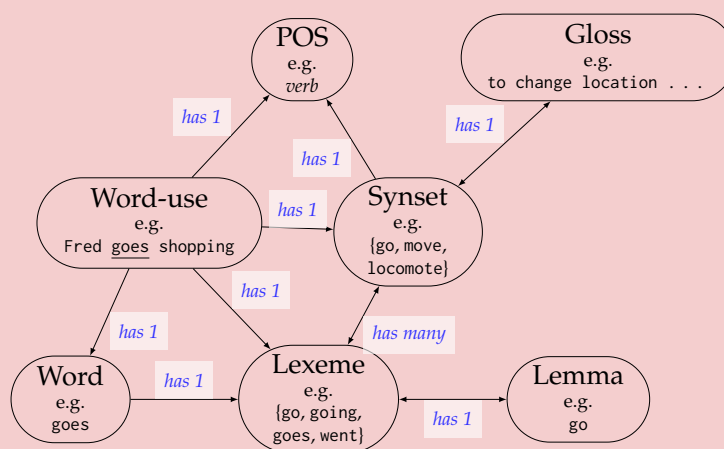 POS
e.g.
verb
Gloss
e.g.
to change location . . .
has 1
has 1
has 1
Word-use
e.g.
Fred goes shopping
has 1
Synset
e.g.
{go, move,
locomote}
has 1
has 1
has many
Word
e.g.
goes
has 1
Lexeme
e.g.
{go, going,
goes, went}
has 1
Lemma
e.g.
go